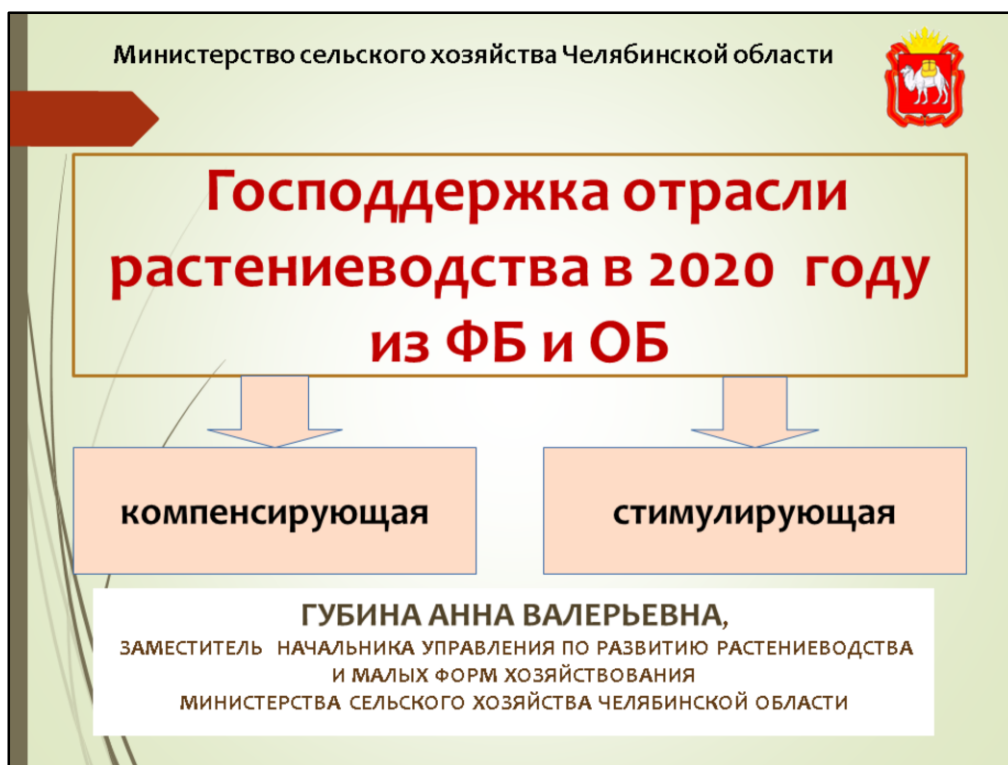 Министерство сельского хозяйства Челябинской области
Господдержка отрасли
растениеводства в 2020 году
из ФБ и ОБ
компенсирующая
стимулирующая
ГУБИНА АННА ВАЛЕРЬЕВНА,
ЗАМЕСТИТЕЛЬ НАЧАЛЬНИКА УПРАВЛЕНИЯ ПО РАЗВИТИЮ РАСТЕНИЕВОДСТВА
И МАЛЫХ ФОРМ ХОЗЯЙСТВОВАНИЯ
МИНИСТЕРСТВА СЕЛЬСКОГО ХОЗЯЙСТВА ЧЕЛЯБИНСКОЙ ОБЛАСТИ